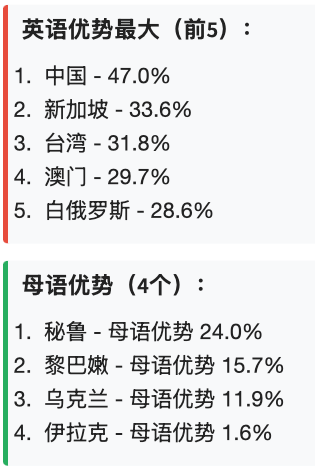 英语优势最大（前5）：
1. 中国 - 47.0%
2. 新加坡 - 33.6%
3. 台湾 - 31.8%
4. 澳门 - 29.7%
5. 白俄罗斯 - 28.6%
母语优势（4个）：
1. 秘鲁 - 母语优势 24.0%
2. 黎巴嫩 - 母语优势 15.7%
3. 乌克兰 - 母语优势 11.9%
4. 伊拉克 - 母语优势 1.6%